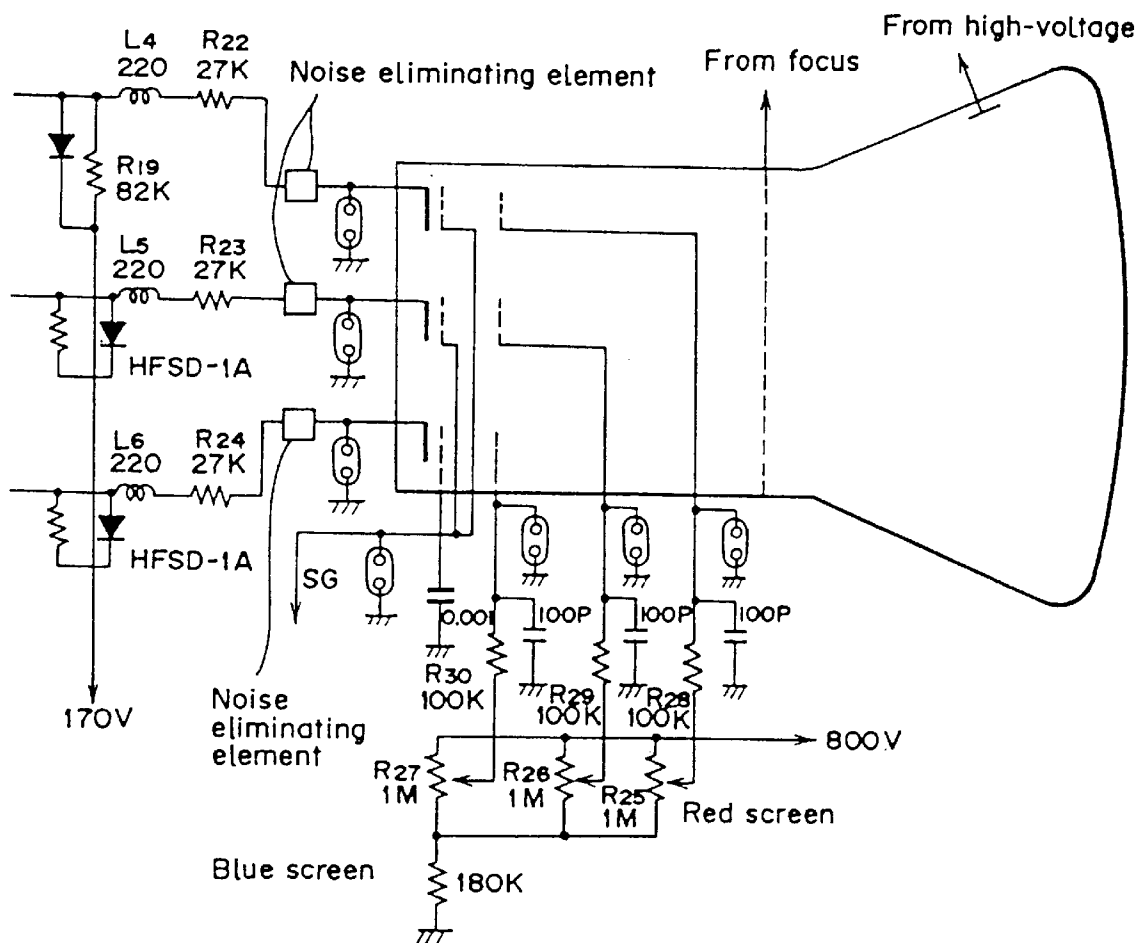 From high-voltage
L4
220
R22
27K
Noise eliminating element
From focus
R19
82K
L5
220
R23
27K
HFSD-1A
L6
220
R24
27K
HFSD-1A
SG
0.001
100P
100P
100P
R30
100K
R29
100K
R28
100K
170V
Noise
eliminating
element
800V
R27
1M
R26
1M
R25
1M
Red screen
Blue screen
180K